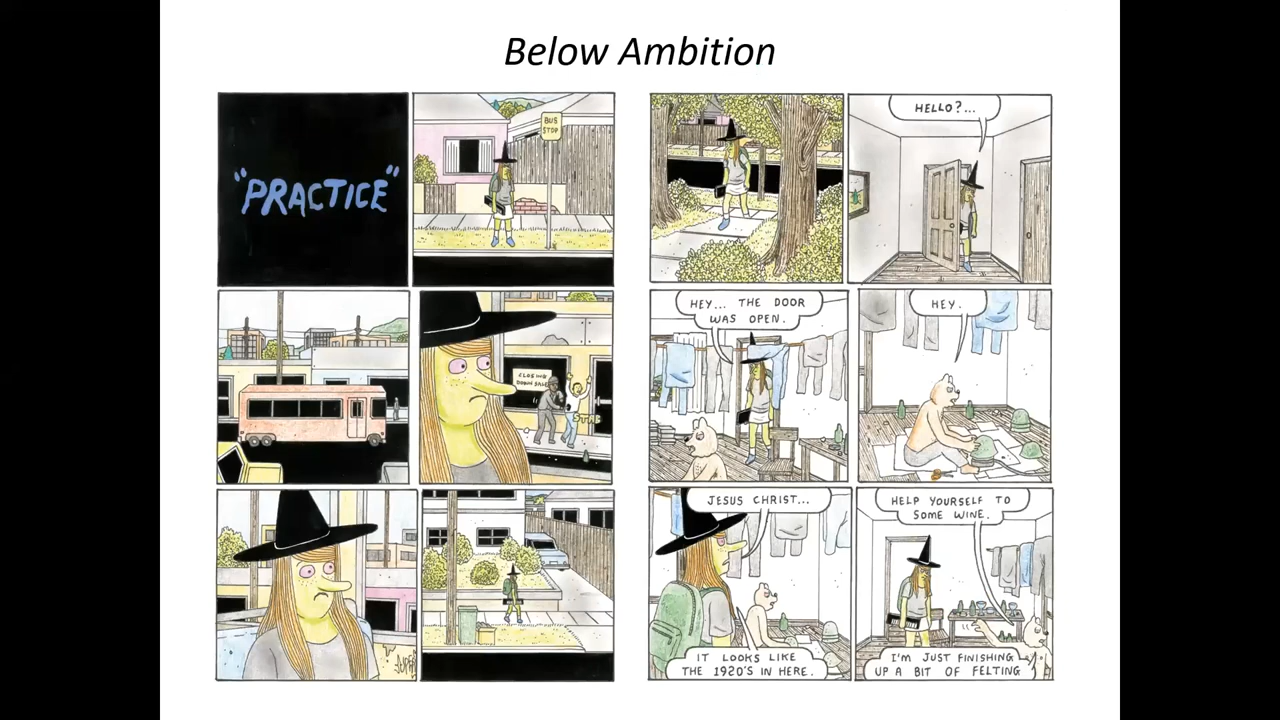 Below Ambition
"PRACTICE"
BUS
STOP
CLOSING
DOWN SALE
HELLO?...
HEY... THE DOOR
WAS OPEN.
HEY.
JESUS CHRIST...
IT LOOKS LIKE
THE 1920'S IN HERE.
HELP YOURSELF TO
SOME WINE.
I'M JUST FINISHING
UP A BIT OF FELTING